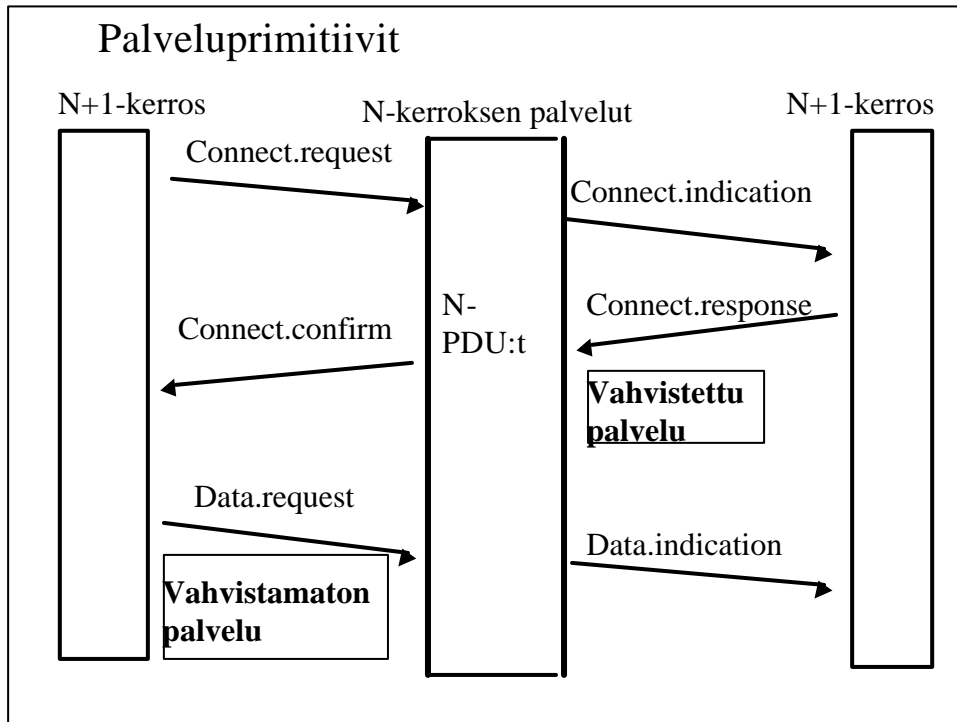 Palveluprimitiivit
N+1-kerros
N-kerroksen palvelut
N+1-kerros
Connect.request
Connect.indication
N-
PDU:t
Connect.response
Connect.confirm
Vahvistettu
palvelu
Data.request
Data.indication
Vahvistamaton
palvelu